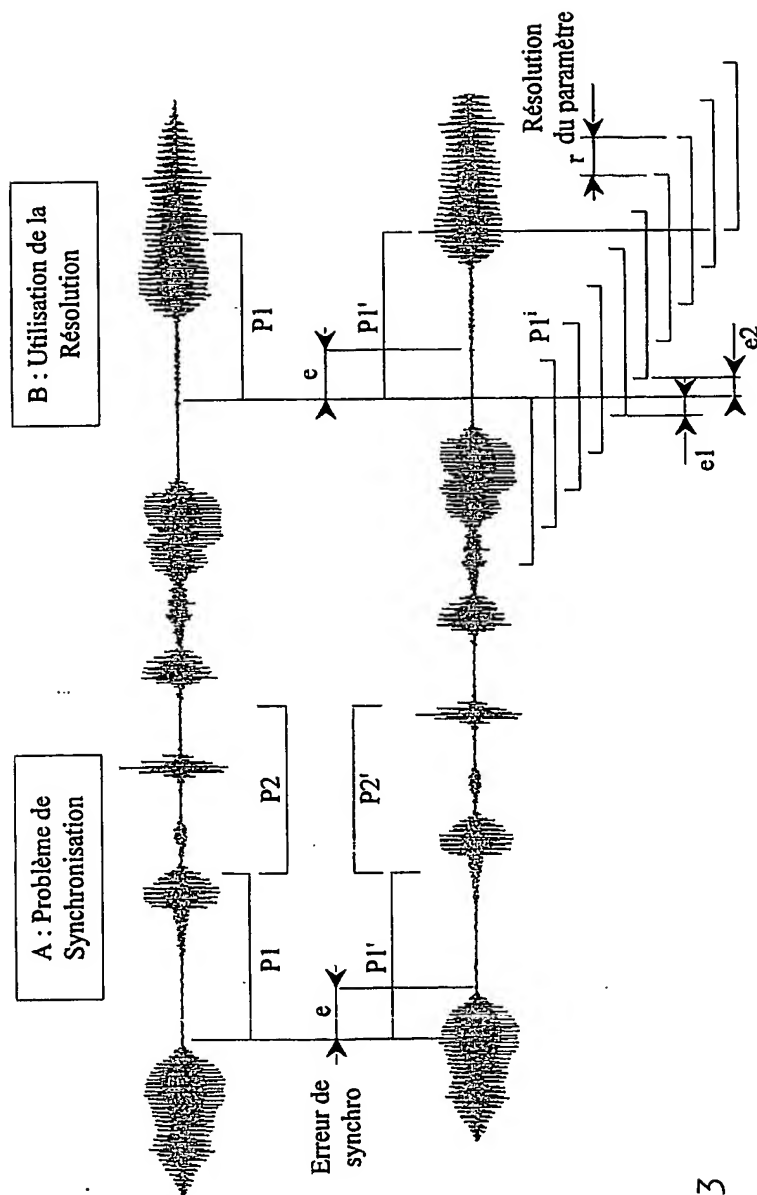 A : Problème de
Synchronisation
B : Utilisation de la
Résolution
P1
P2
P1
e
e
Erreur de
synchro
P1'
P2'
P1'
P1ⁱ
Résolution
du paramètre
r
e1
e2
3